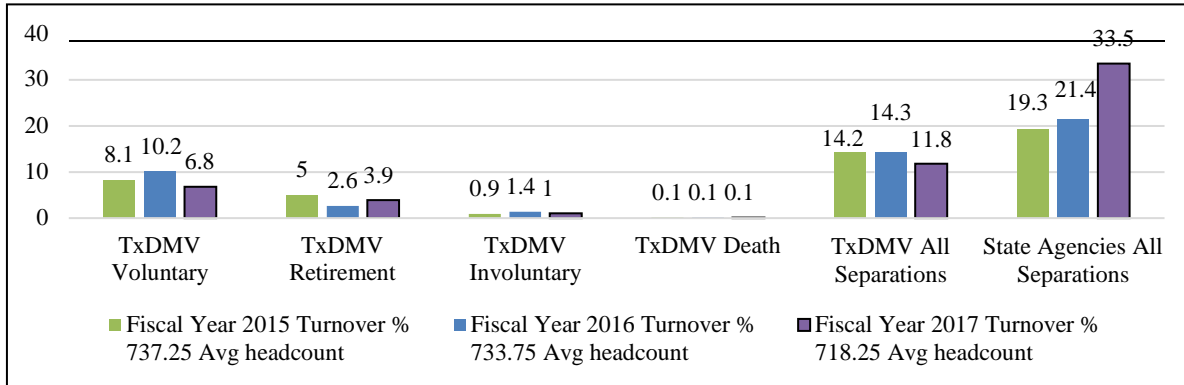 40
30
20
10
0
8.1
10.2
6.8
5
2.6
3.9
0.9
1.4
1
0.1
0.1
0.1
14.2
14.3
11.8
19.3
21.4
33.5
TxDMV
Voluntary
TxDMV
Retirement
TxDMV
Involuntary
TxDMV Death
TxDMV All
Separations
State Agencies All
Separations
Fiscal Year 2015 Turnover %
737.25 Avg headcount
Fiscal Year 2016 Turnover %
733.75 Avg headcount
Fiscal Year 2017 Turnover %
718.25 Avg headcount